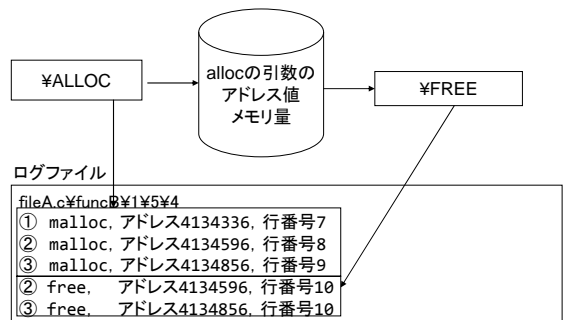 ¥ALLOC
allocの引数の
アドレス値
メモリ量
¥FREE
ログファイル
fileA.c¥funcB¥1¥5¥4
① malloc, アドレス4134336, 行番号7
② malloc, アドレス4134596, 行番号8
③ malloc, アドレス4134856, 行番号9
② free, アドレス4134596, 行番号10
③ free, アドレス4134856, 行番号10